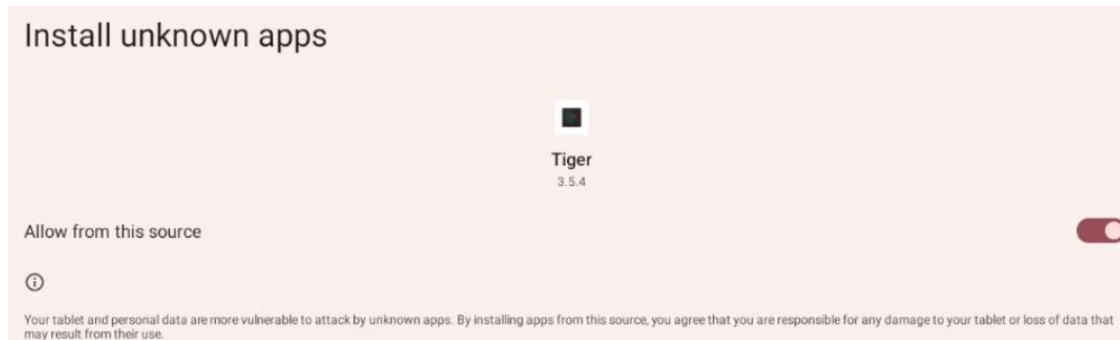 Install unknown apps
Tiger
3.5.4
Allow from this source
Your tablet and personal data are more vulnerable to attack by unknown apps. By installing apps from this source, you agree that you are responsible for any damage to your tablet or loss of data that
may result from their use.